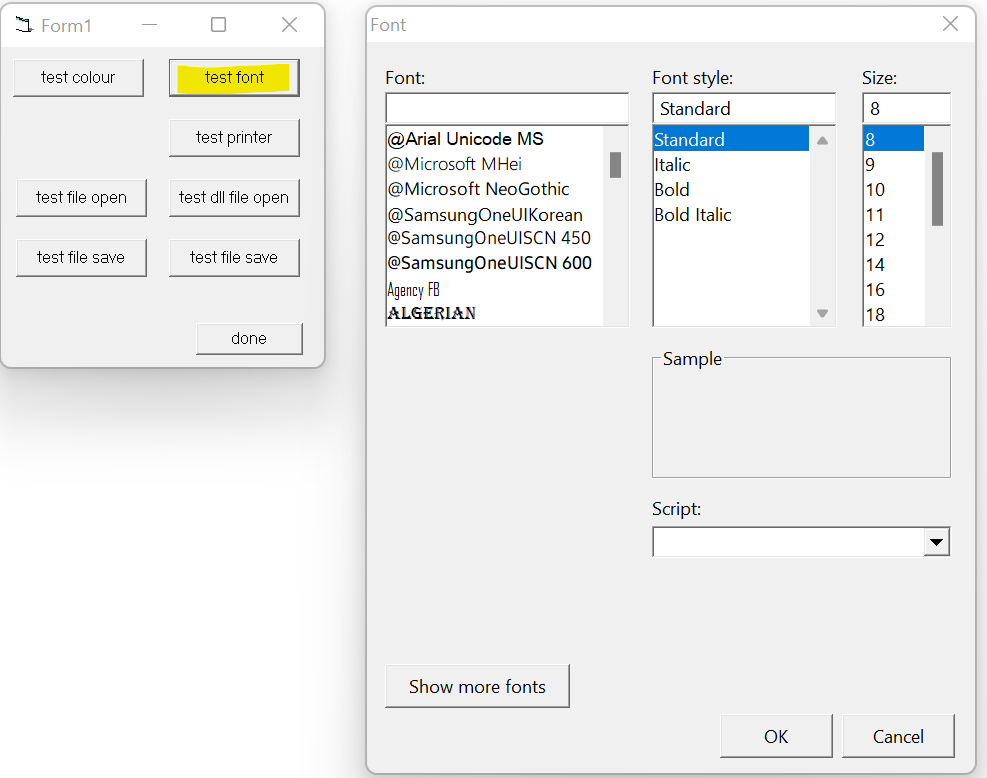 Form1
test colour
test font
test printer
test file open
test dll file open
test file save
test file save
done
Font
Font:
Font style:
Size:
Standard
8
@Arial Unicode MS
@Microsoft MHei
@Microsoft NeoGothic
@SamsungOneUIKorean
@SamsungOneUISCN 450
@SamsungOneUISCN 600
Agency FB
ALGERIAN
Standard
Italic
Bold
Bold Italic
8
9
10
11
12
14
16
18
Sample
Script:
Show more fonts
OK
Cancel